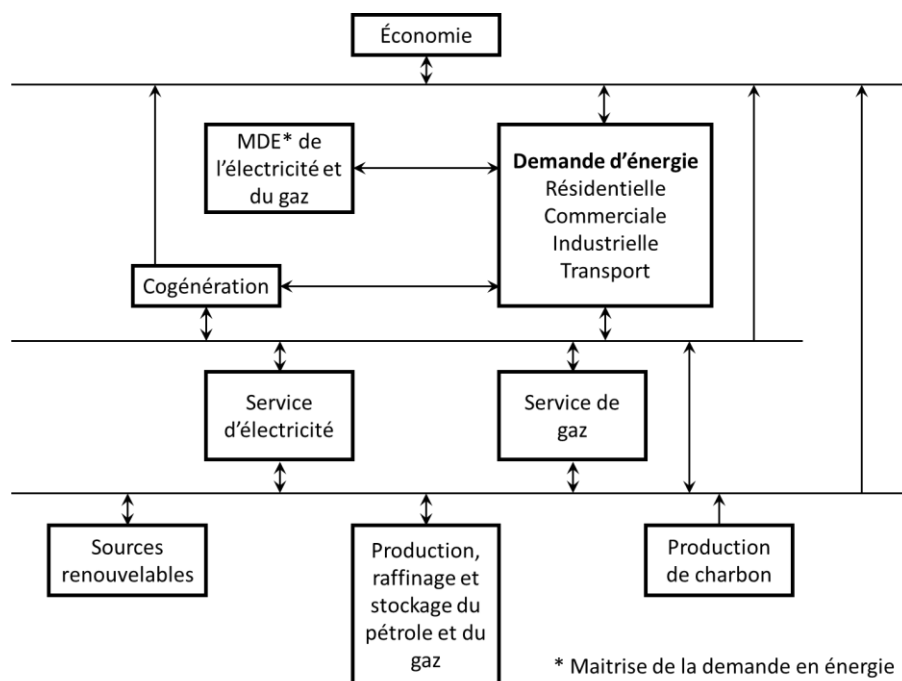 Économie
MDE* de
l'électricité et
du gaz
Demande d'énergie
Résidentielle
Commerciale
Industrielle
Transport
Cogénération
Service
d'électricité
Service de
gaz
Sources
renouvelables
Production,
raffinage et
stockage du
pétrole et du
gaz
Production
de charbon
* Maitrise de la demande en énergie